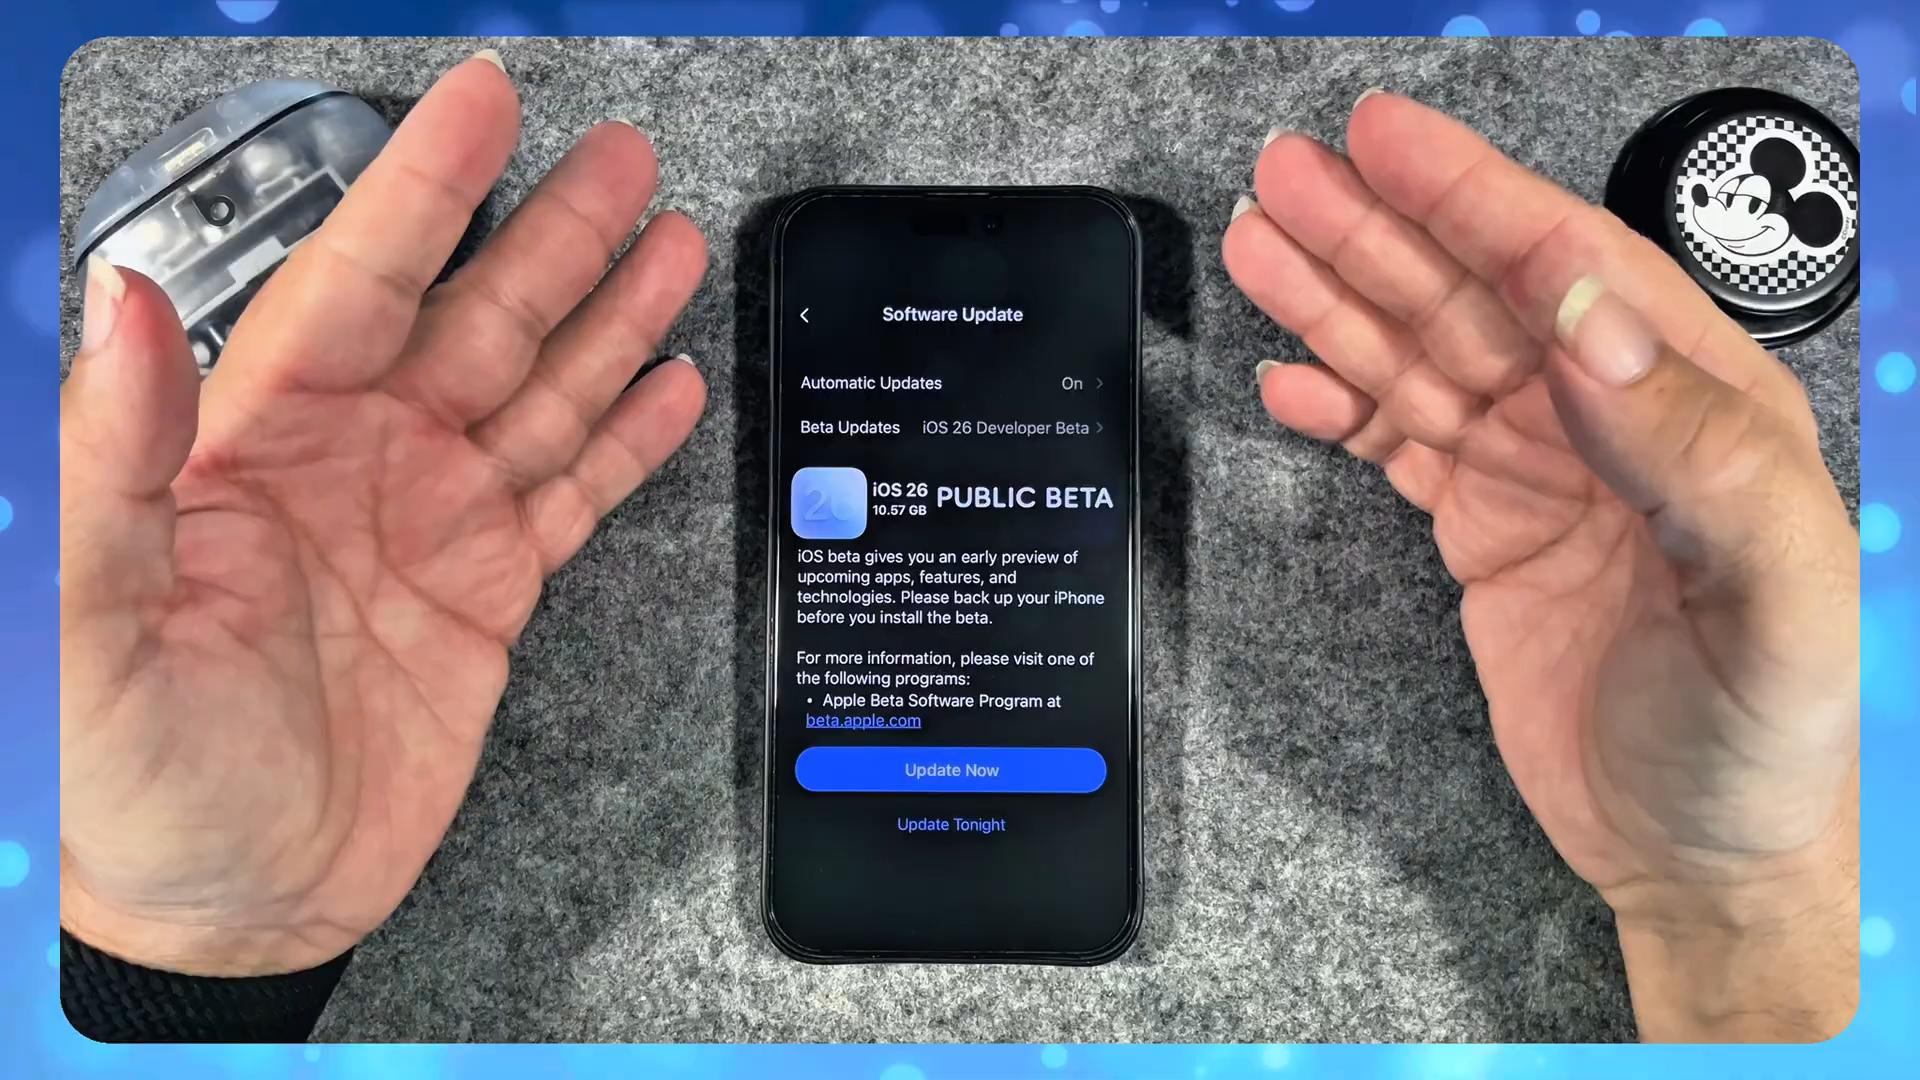 Software Update
Automatic Updates On
Beta Updates iOS 26 Developer Beta
26
iOS 26 PUBLIC BETA
10.57 GB
iOS beta gives you an early preview of
upcoming apps, features, and
technologies. Please back up your iPhone
before you install the beta.
For more information, please visit one of
the following programs:
• Apple Beta Software Program at
beta.apple.com
Update Now
Update Tonight